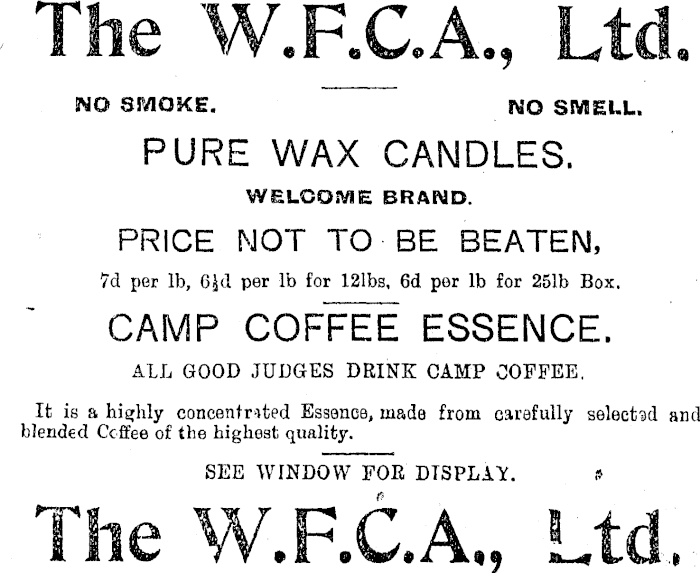 The W.F.C.A., Ltd.
NO SMOKE. NO SMELL.
PURE WAX CANDLES.
WELCOME BRAND.
PRICE NOT TO BE BEATEN,
7d per lb, 6½d per lb for 12lbs, 6d per lb for 25lb Box.
CAMP COFFEE ESSENCE.
ALL GOOD JUDGES DRINK CAMP COFFEE.
It is a highly concentrated Essence, made from carefully selected and
blended Coffee of the highest quality.
SEE WINDOW FOR DISPLAY.
The W.F.C.A., Ltd.